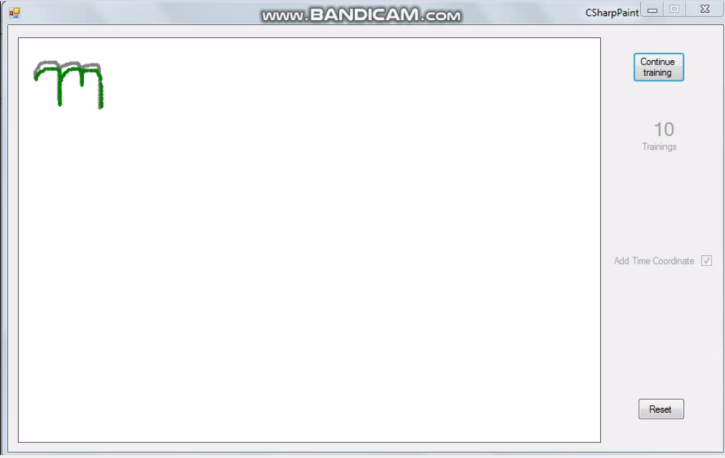 www.BANDICAM.com
CSharpPaint
Continue
training
10
Trainings
Add Time Coordinate
Reset